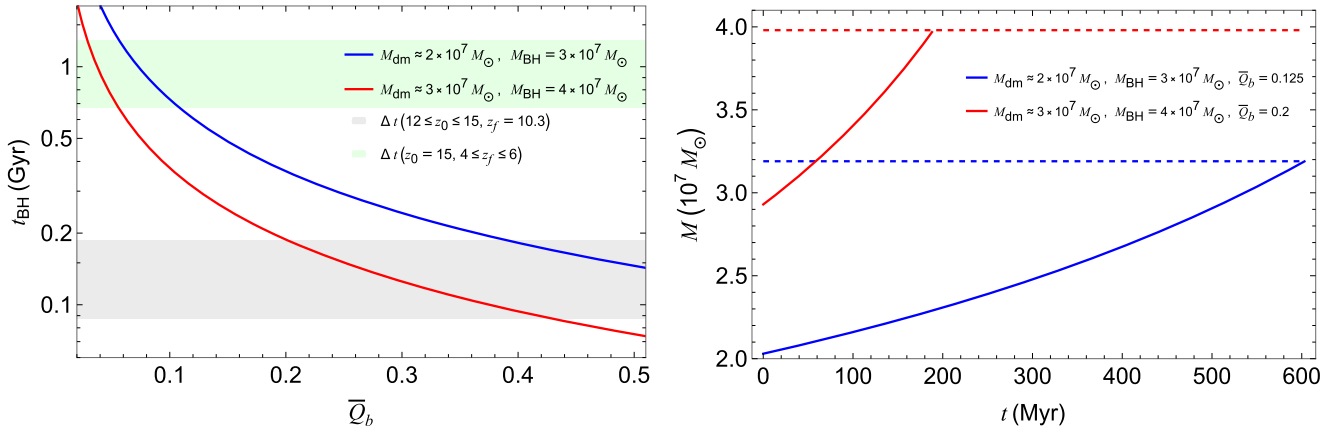 t_BH (Gyr)
1
0.5
0.2
0.1
M_dm ≈ 2 × 10^7 M_⊙ , M_BH = 3 × 10^7 M_⊙
M_dm ≈ 3 × 10^7 M_⊙ , M_BH = 4 × 10^7 M_⊙
Δ t (12 ≤ z_0 ≤ 15, z_f = 10.3)
Δ t (z_0 = 15, 4 ≤ z_f ≤ 6)
0.1 0.2 0.3 0.4 0.5
Q̅_b
M (10^7 M_⊙)
4.0
3.5
3.0
2.5
2.0
M_dm ≈ 2 × 10^7 M_⊙ , M_BH = 3 × 10^7 M_⊙ , Q̅_b = 0.125
M_dm ≈ 3 × 10^7 M_⊙ , M_BH = 4 × 10^7 M_⊙ , Q̅_b = 0.2
0 100 200 300 400 500 600
t (Myr)